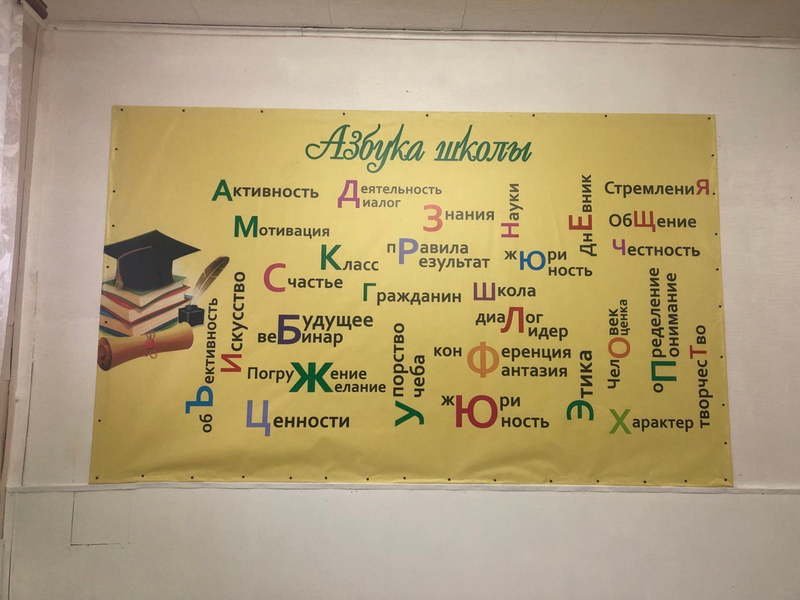 Азбука школы
Активность
Деятельность
Диалог
Знания
Науки
ДнЕвник
СтремлениЯ
Мотивация
ОбЩение
пРавила
Результат
жЮри
Юность
Честность
Класс
Счастье
Гражданин
Школа
Искусство
обЪективность
Будущее
веБинар
диаЛог
Лидер
ЧелОвек
Оценка
оПределение
Понимание
творчесТво
ПогруЖение
Желание
Упорство
Учеба
конФеренция
Фантазия
Этика
Ценности
жЮри
Юность
Характер